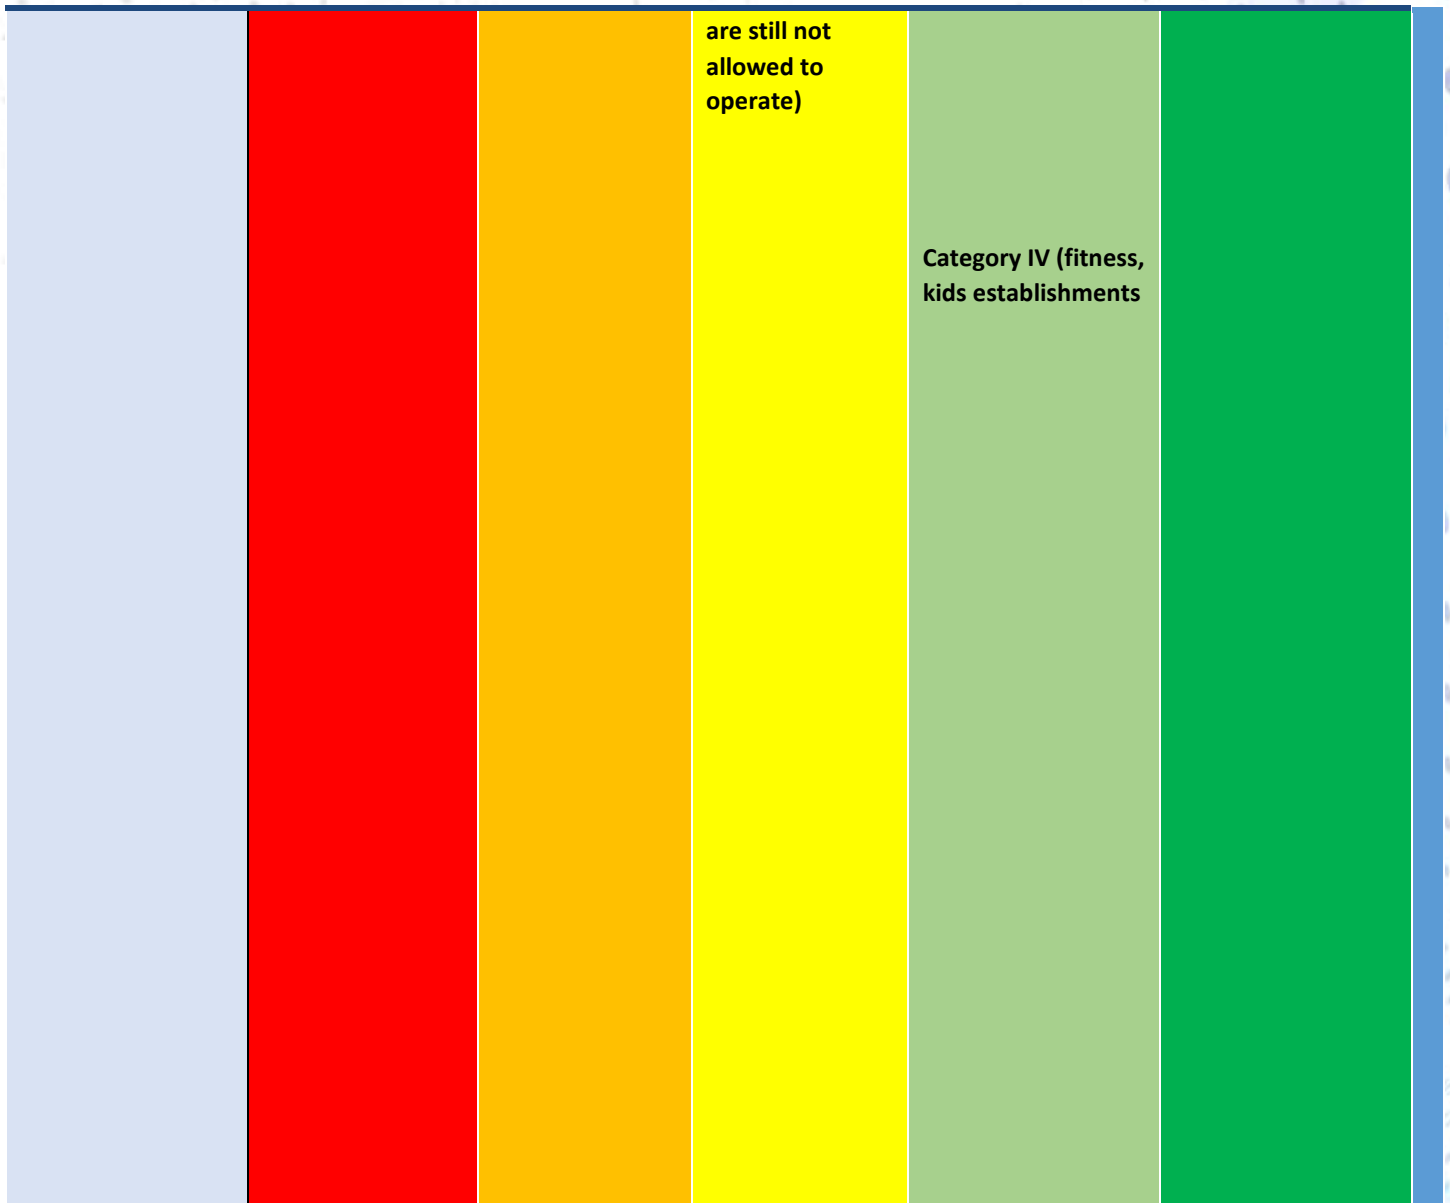 are still not
allowed to
operate)
Category IV (fitness,
kids establishments